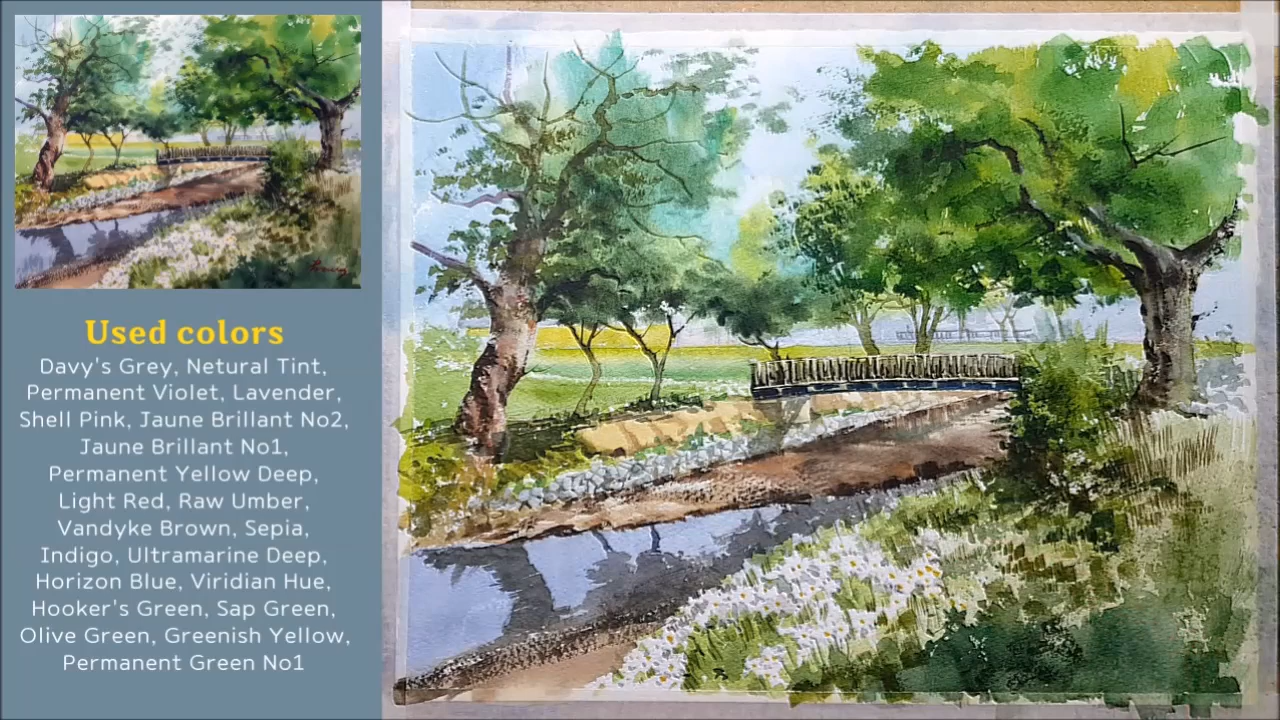 Used colors
Davy's Grey, Netural Tint,
Permanent Violet, Lavender,
Shell Pink, Jaune Brillant No2,
Jaune Brillant No1,
Permanent Yellow Deep,
Light Red, Raw Umber,
Vandyke Brown, Sepia,
Indigo, Ultramarine Deep,
Horizon Blue, Viridian Hue,
Hooker's Green, Sap Green,
Olive Green, Greenish Yellow,
Permanent Green No1